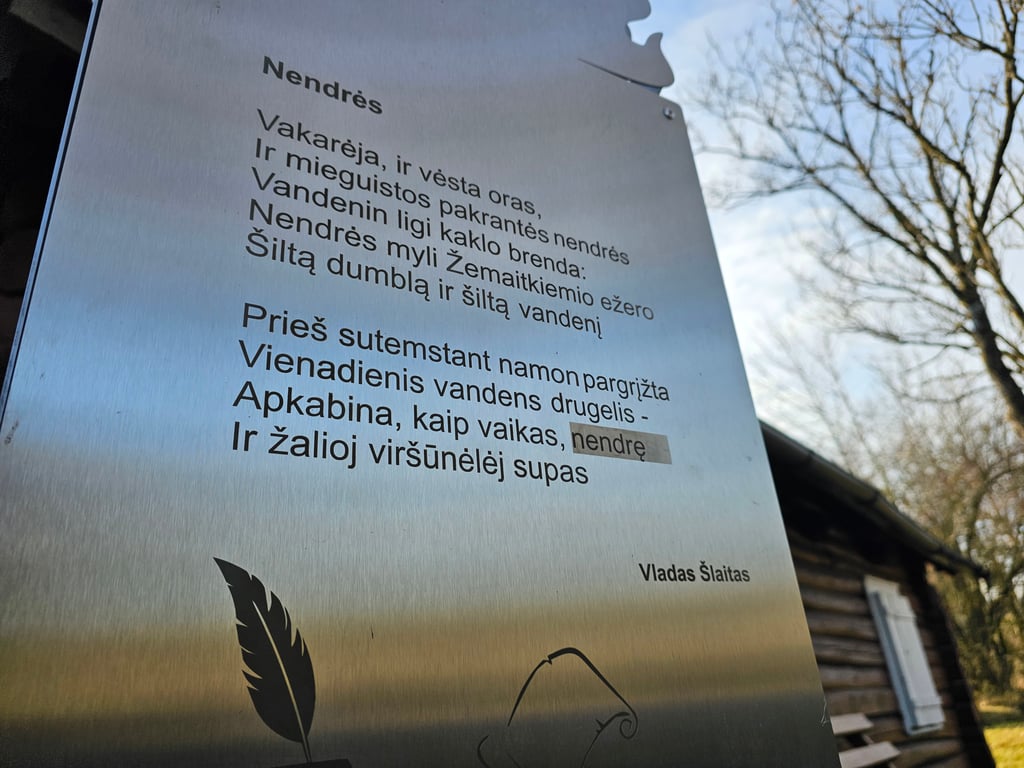 Nendrės
Vakarėja, ir vėsta oras,
Ir mieguistos pakrantės nendrės
Vandenin ligi kaklo brenda:
Nendrės myli Žemaitkiemio ežero
Šiltą dumblą ir šiltą vandenį
Prieš sutemstant namon pargrįžta
Vienadienis vandens drugelis -
Apkabina, kaip vaikas, nendrę
Ir žalioj viršūnėlėj supas
Vladas Šlaitas